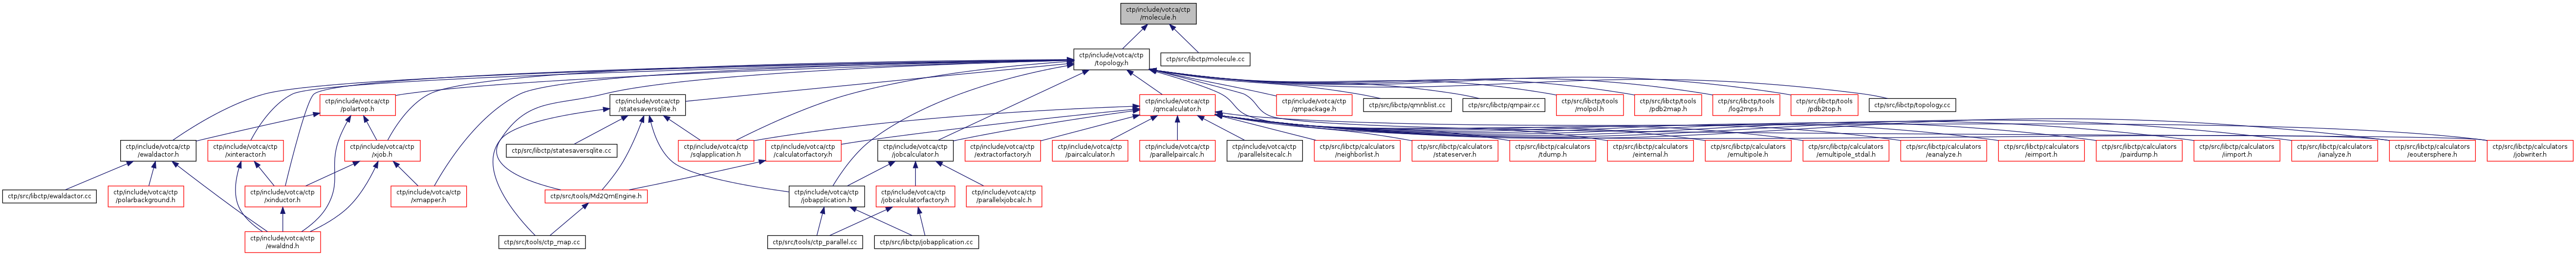 ctp/include/votca/ctp
/molecule.h
ctp/include/votca/ctp
/topology.h
ctp/src/libctp/molecule.cc
ctp/include/votca/ctp
/polartop.h
ctp/include/votca/ctp
/statesaversqlite.h
ctp/include/votca/ctp
/qmcalculator.h
ctp/include/votca/ctp
/qmpackage.h
ctp/src/libctp/qmnblist.cc
ctp/src/libctp/qmpair.cc
ctp/src/libctp/tools
/molpol.h
ctp/src/libctp/tools
/pdb2map.h
ctp/src/libctp/tools
/log2mps.h
ctp/src/libctp/tools
/pdb2top.h
ctp/src/libctp/topology.cc
ctp/include/votca/ctp
/ewaldactor.h
ctp/include/votca/ctp
/xinteractor.h
ctp/include/votca/ctp
/xjob.h
ctp/src/libctp/statesaversqlite.cc
ctp/include/votca/ctp
/sqlapplication.h
ctp/include/votca/ctp
/calculatorfactory.h
ctp/include/votca/ctp
/jobcalculator.h
ctp/include/votca/ctp
/extractorfactory.h
ctp/include/votca/ctp
/paircalculator.h
ctp/include/votca/ctp
/parallelpaircalc.h
ctp/include/votca/ctp
/parallelsitecalc.h
ctp/src/libctp/calculators
/neighborlist.h
ctp/src/libctp/calculators
/stateserver.h
ctp/src/libctp/calculators
/tdump.h
ctp/src/libctp/calculators
/einternal.h
ctp/src/libctp/calculators
/emultipole.h
ctp/src/libctp/calculators
/emultipole_stdal.h
ctp/src/libctp/calculators
/eanalyze.h
ctp/src/libctp/calculators
/eimport.h
ctp/src/libctp/calculators
/pairdump.h
ctp/src/libctp/calculators
/iimport.h
ctp/src/libctp/calculators
/ianalyze.h
ctp/src/libctp/calculators
/eoutersphere.h
ctp/src/libctp/calculators
/jobwriter.h
ctp/src/libctp/ewaldactor.cc
ctp/include/votca/ctp
/polarbackground.h
ctp/include/votca/ctp
/xinductor.h
ctp/include/votca/ctp
/xmapper.h
ctp/src/tools/Md2QmEngine.h
ctp/include/votca/ctp
/jobapplication.h
ctp/include/votca/ctp
/jobcalculatorfactory.h
ctp/include/votca/ctp
/parallelxjobcalc.h
ctp/include/votca/ctp
/ewaldnd.h
ctp/src/tools/ctp_map.cc
ctp/src/tools/ctp_parallel.cc
ctp/src/libctp/jobapplication.cc